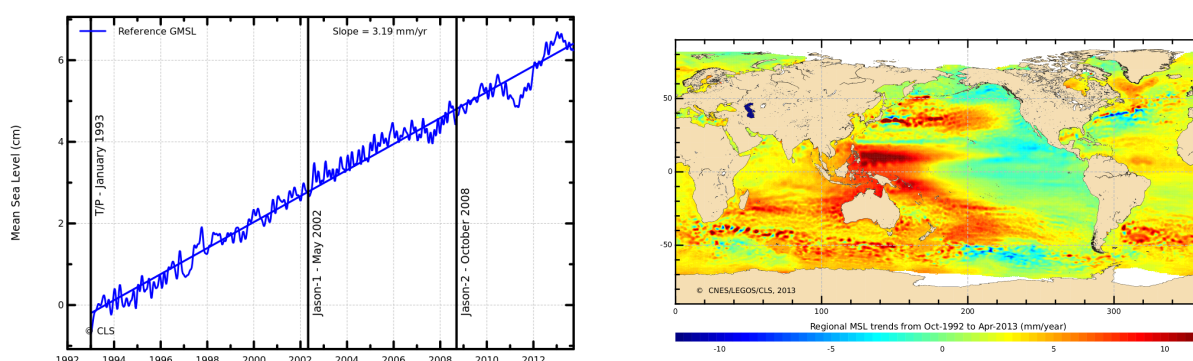 Reference GMSL
Slope = 3.19 mm/yr
Mean Sea Level (cm)
6
4
2
0
T/P - January 1993
Jason-1 - May 2002
Jason-2 - October 2008
© CLS
1992 1994 1996 1998 2000 2002 2004 2006 2008 2010 2012
50
0
-50
© CNES/LEGOS/CLS, 2013
0 100 200 300
Regional MSL trends from Oct-1992 to Apr-2013 (mm/year)
-10 -5 0 5 10